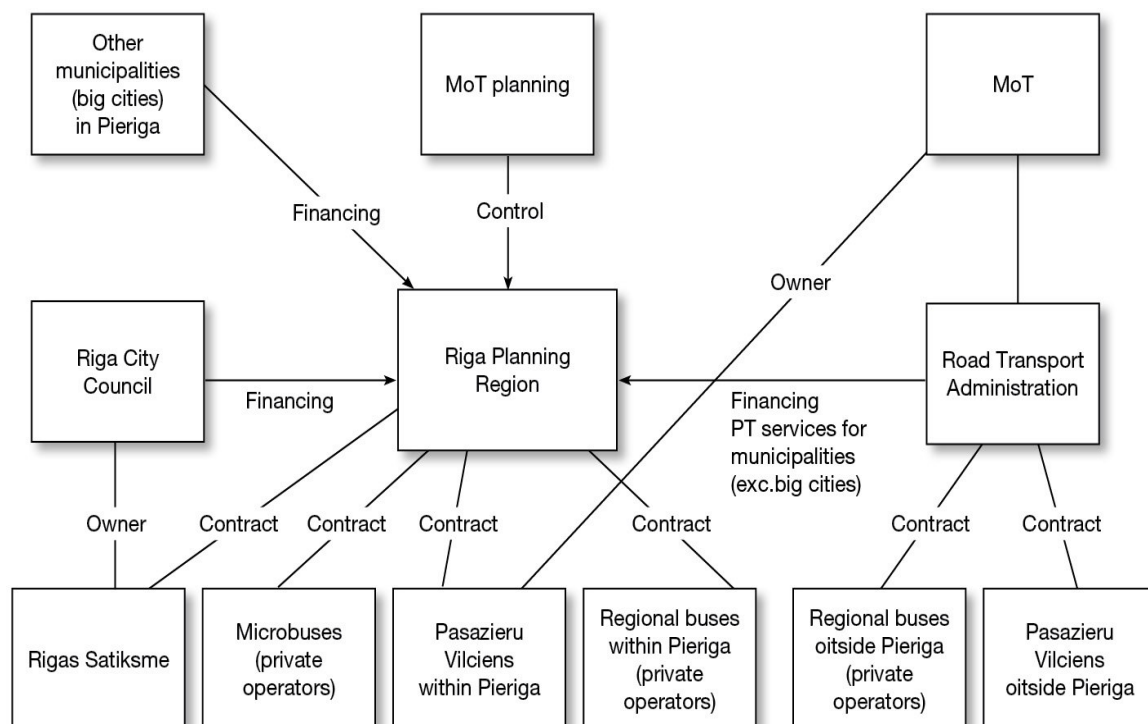 Other
municipalities
(big cities)
in Pieriga
MoT planning
MoT
Financing
Control
Owner
Riga City
Council
Financing
Riga Planning
Region
Financing
PT services for
municipalities
(exc.big cities)
Road Transport
Administration
Owner
Contract
Contract
Contract
Contract
Contract
Contract
Rigas Satiksme
Microbuses
(private
operators)
Pasazieru
Vilciens
within Pieriga
Regional buses
within Pieriga
(private
operators)
Regional buses
oitside Pieriga
(private
operators)
Pasazieru
Vilciens
oitside Pieriga